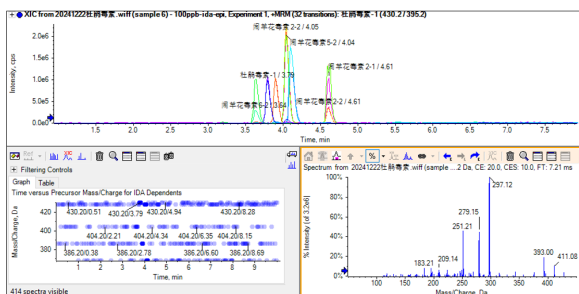 XIC from 20241222杜鹃毒素.wiff (sample 6) - 100ppb-ida-epi, Experiment 1, +MRM (32 transitions): 杜鹃毒素-1 (430.2 / 395.2)
闹羊花毒素 2-2 / 4.05
闹羊花毒素 5-2 / 4.04
闹羊花毒素 2-1 / 4.61
杜鹃毒素-1 / 3.79
闹羊花毒素 6-2 / 3.64
闹羊花毒素 2-2 / 4.61
Intensity, cps
2.0e6
1.5e6
1.0e6
5.0e5
0.0e0
1.5 2.0 2.5 3.0 3.5 4.0 4.5 5.0 5.5 6.0 6.5 7.0 7.5
Time, min
Filtering Controls
Graph Table
Time versus Precursor Mass/Charge for IDA Dependents
Mass/Charge, Da
420
400
380
430.20/0.51 430.20/3.79 430.20/4.94 430.20/8.28
404.20/2.21 404.20/4.34 404.20/6.35 404.20/8.15
386.20/0.38 386.20/2.78 386.20/6.60 386.20/8.69
1 2 3 4 5 6 7 8 9
Time, min
414 spectra visible
Spectrum from 20241222杜鹃毒素.wiff (sample ...2 Da, CE: 20.0, CES: 10.0, FT: 7.21 ms
% Intensity (of 3.2e6)
100%
80%
60%
40%
20%
0%
297.12
279.15
251.21
183.21
209.14
393.00
411.08
100 150 200 250 300 350 400
Mass/Charge, Da